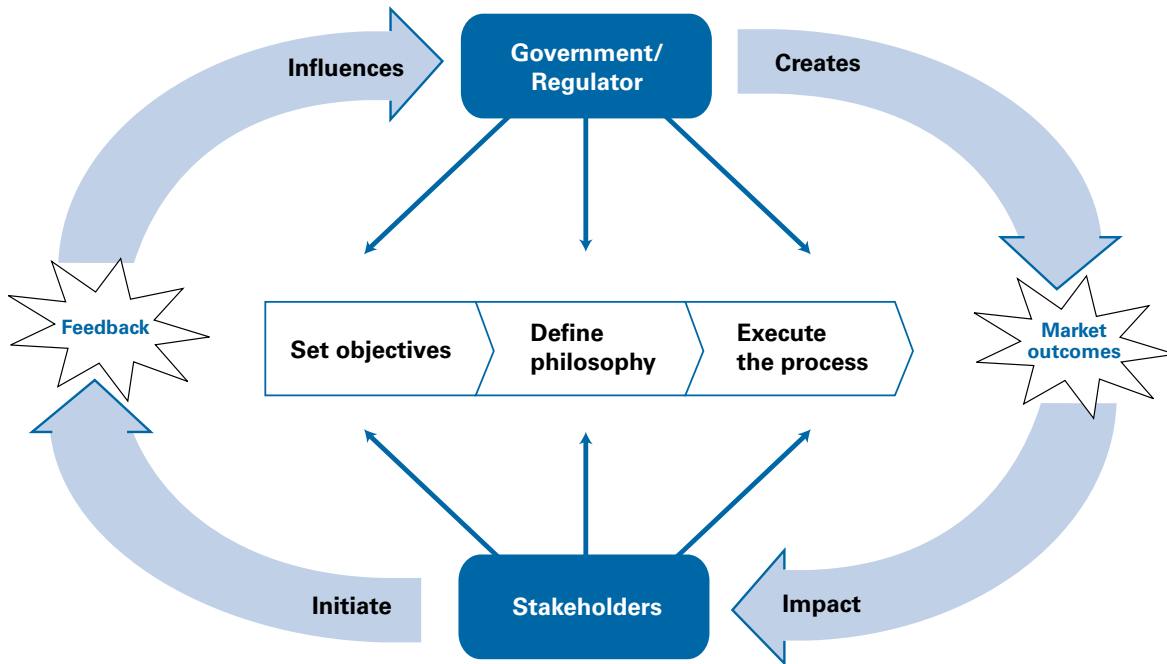 Influences
Government/
Regulator
Creates
Feedback
Set objectives
Define
philosophy
Execute
the process
Market
outcomes
Initiate
Stakeholders
Impact